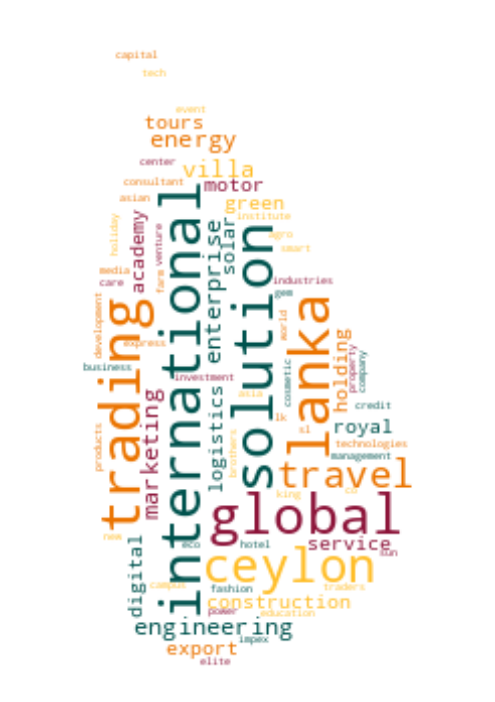 capital
tech
event
tours
energy
center
villa
consultant
motor
asian
green
institute
holiday
academy
venture
international
enterprise
solar
solution
agro
smart
media
care
farm
industries
gem
development
trading
express
world
lanka
holding
property
company
business
investment
cosmetic
asia
marketing
logistics
credit
lk
sl
royal
products
brothers
technologies
management
travel
king
co
global
new
digital
eco
hotel
service
sun
ceylon
campus
fashion
traders
construction
power
education
engineering
impex
export
elite